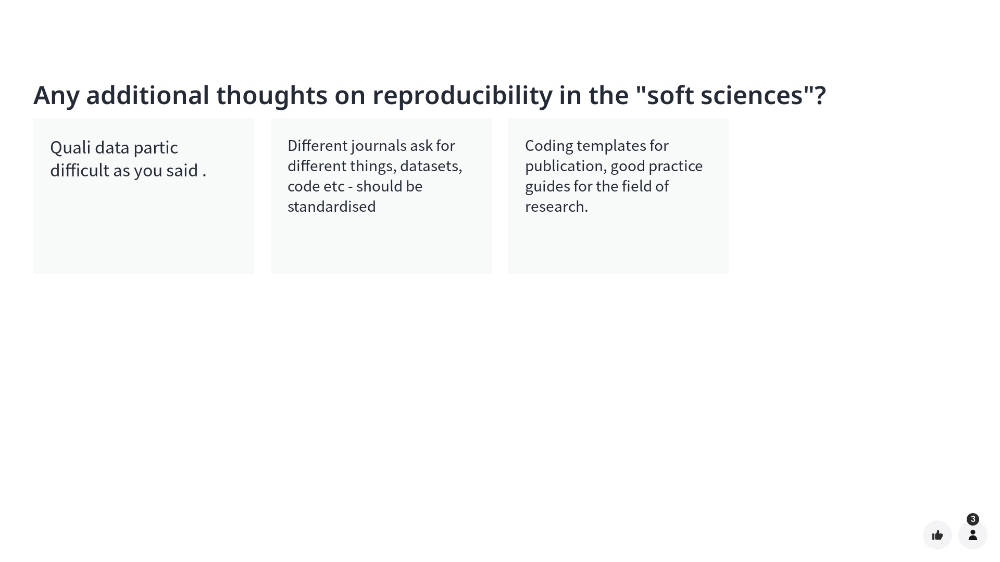 Any additional thoughts on reproducibility in the "soft sciences"?
Quali data partic
difficult as you said .
Different journals ask for
different things, datasets,
code etc - should be
standardised
Coding templates for
publication, good practice
guides for the field of
research.
3